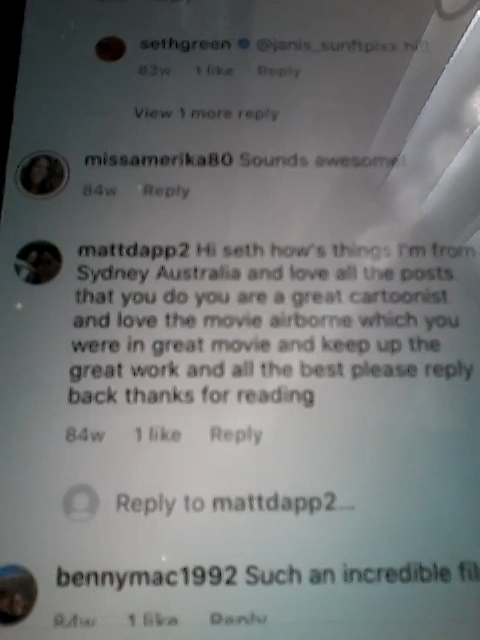 sethgreen @janis_sunftpixx hi!
83w 1 like Reply
View 1 more reply
missamerika80 Sounds awesome!
84w Reply
mattdapp2 Hi seth how's things I'm from
Sydney Australia and love all the posts
that you do you are a great cartoonist
and love the movie airborne which you
were in great movie and keep up the
great work and all the best please reply
back thanks for reading
84w 1 like Reply
Reply to mattdapp2...
bennymac1992 Such an incredible
84w 1 like Reply